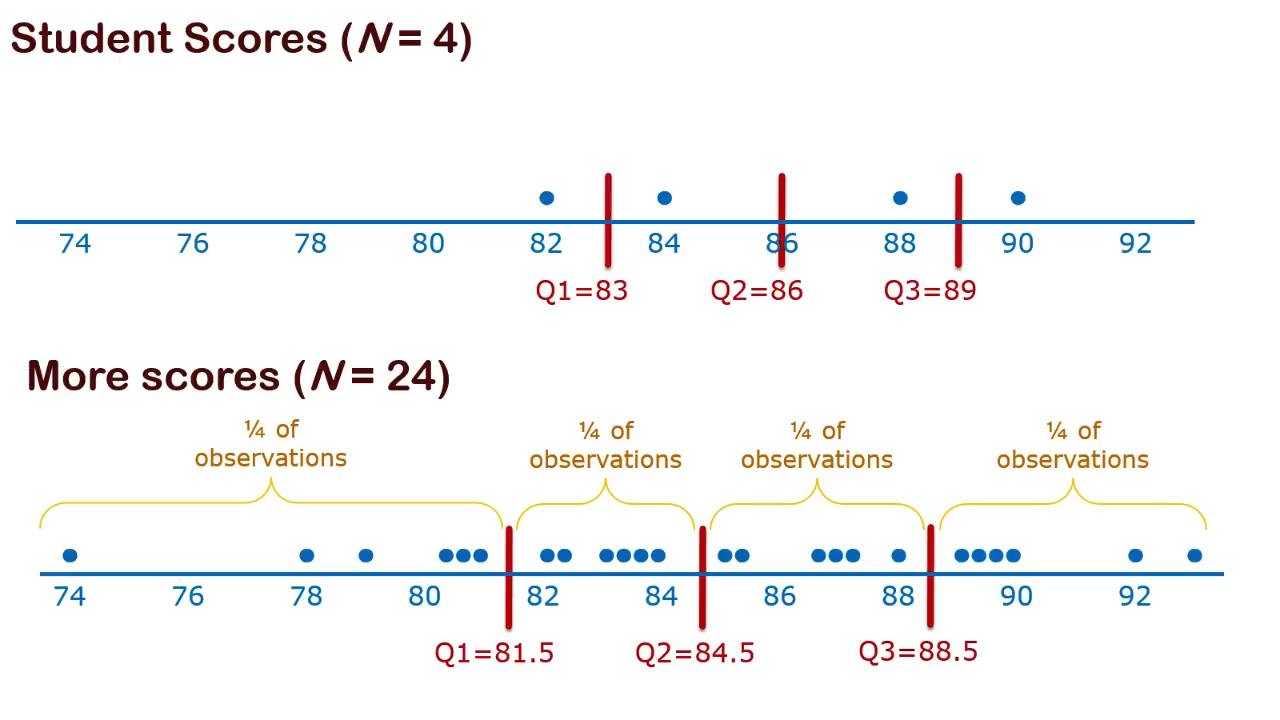 Student Scores (N = 4)
74 76 78 80 82 84 86 88 90 92
Q1=83 Q2=86 Q3=89
More scores (N = 24)
¼ of ¼ of ¼ of ¼ of
observations observations observations observations
74 76 78 80 82 84 86 88 90 92
Q1=81.5 Q2=84.5 Q3=88.5